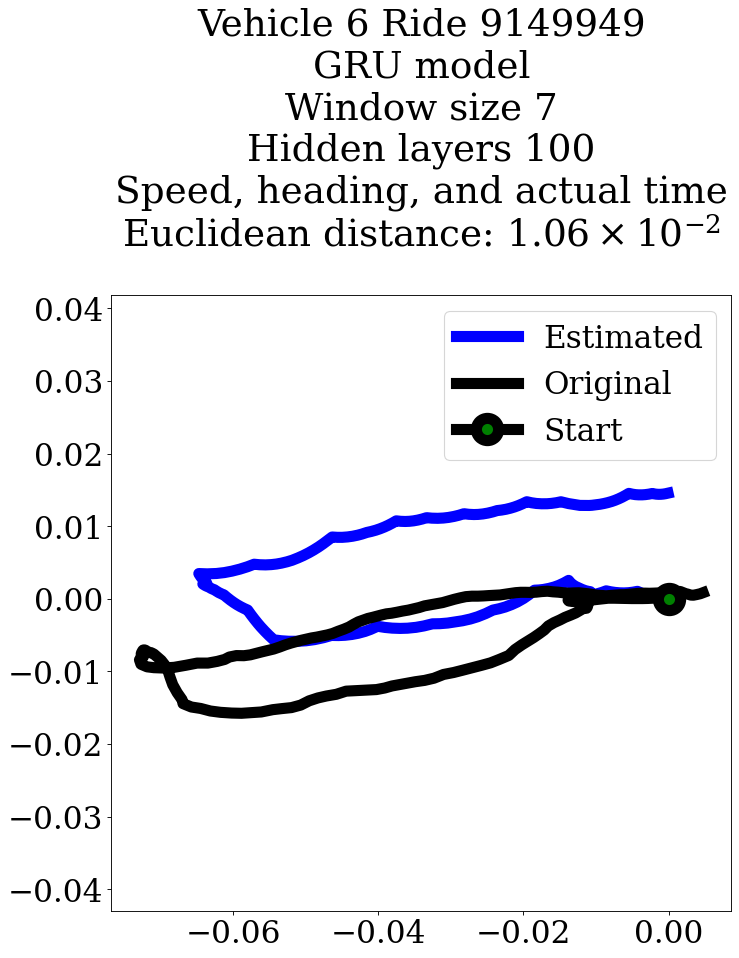 Vehicle 6 Ride 9149949
GRU model
Window size 7
Hidden layers 100
Speed, heading, and actual time
Euclidean distance: 1.06 × 10⁻²
Estimated
Original
Start
0.04
0.03
0.02
0.01
0.00
−0.01
−0.02
−0.03
−0.04
−0.06 −0.04 −0.02 0.00